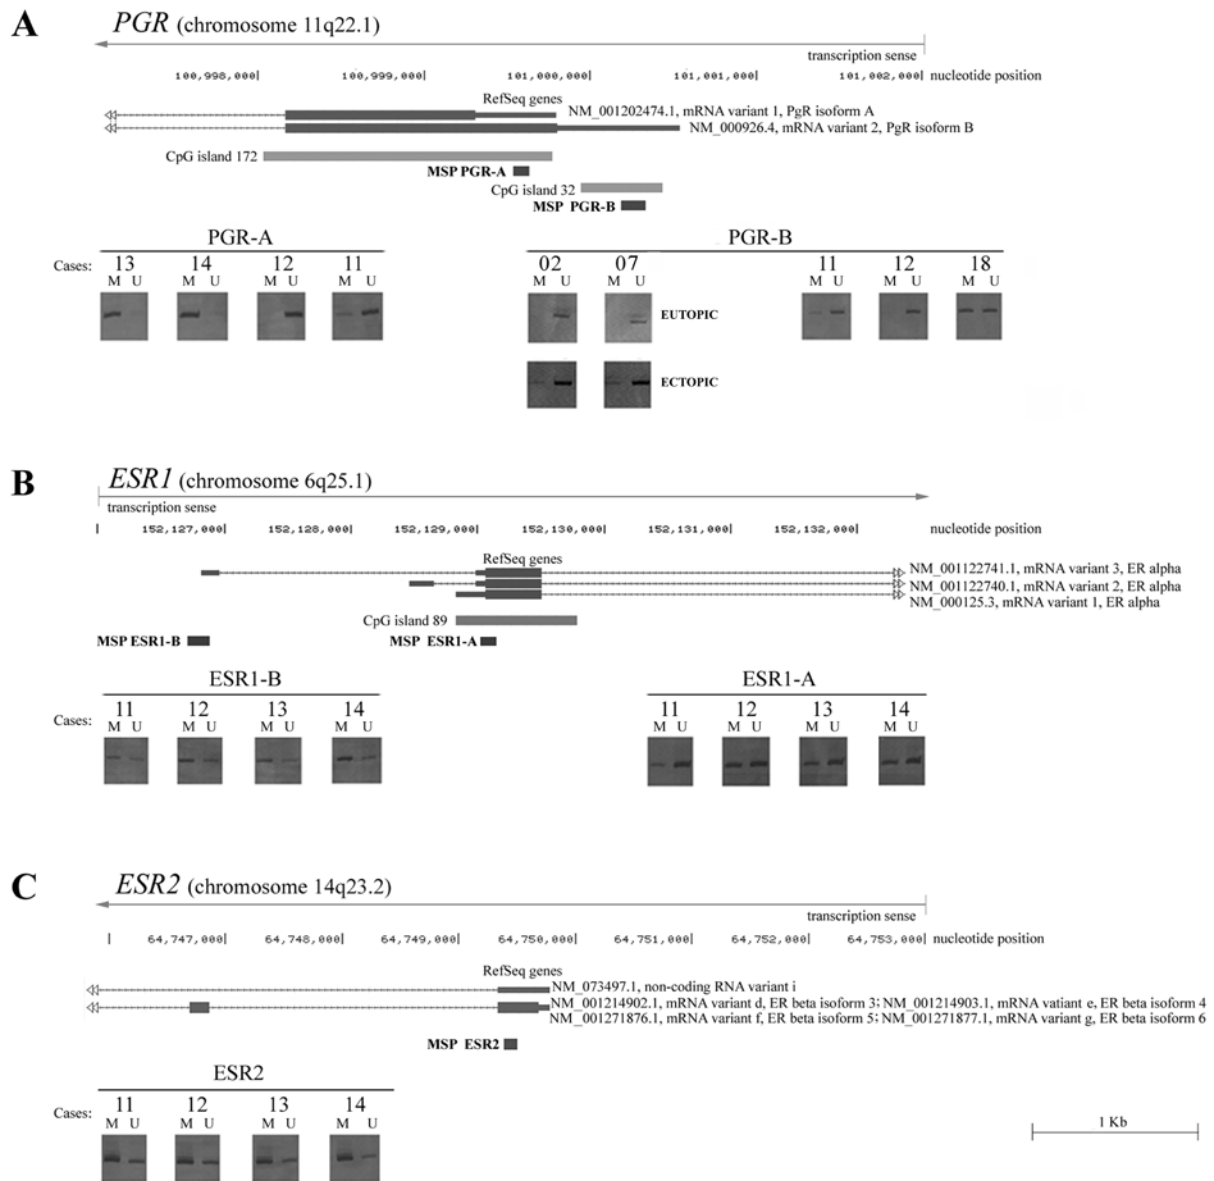 A
PGR (chromosome 11q22.1)
transcription sense
100,998,000| 100,999,000| 101,000,000| 101,001,000| 101,002,000| nucleotide position
RefSeq genes
NM_001202474.1, mRNA variant 1, PgR isoform A
NM_000926.4, mRNA variant 2, PgR isoform B
CpG island 172
MSP PGR-A
CpG island 32
MSP PGR-B
PGR-A PGR-B
Cases: 13 14 12 11 02 07 11 12 18
M U M U M U M U M U M U M U M U M U
EUTOPIC
ECTOPIC
B
ESR1 (chromosome 6q25.1)
transcription sense
| 152,127,000| 152,128,000| 152,129,000| 152,130,000| 152,131,000| 152,132,000| nucleotide position
RefSeq genes
NM_001122741.1, mRNA variant 3, ER alpha
NM_001122740.1, mRNA variant 2, ER alpha
NM_000125.3, mRNA variant 1, ER alpha
CpG island 89
MSP ESR1-B MSP ESR1-A
ESR1-B ESR1-A
Cases: 11 12 13 14 11 12 13 14
M U M U M U M U M U M U M U M U
C
ESR2 (chromosome 14q23.2)
transcription sense
| 64,747,000| 64,748,000| 64,749,000| 64,750,000| 64,751,000| 64,752,000| 64,753,000| nucleotide position
RefSeq genes
NM_073497.1, non-coding RNA variant i
NM_001214902.1, mRNA variant d, ER beta isoform 3; NM_001214903.1, mRNA vatiant e, ER beta isoform 4
NM_001271876.1, mRNA variant f, ER beta isoform 5; NM_001271877.1, mRNA variant g, ER beta isoform 6
MSP ESR2
ESR2
Cases: 11 12 13 14
M U M U M U M U
1 Kb